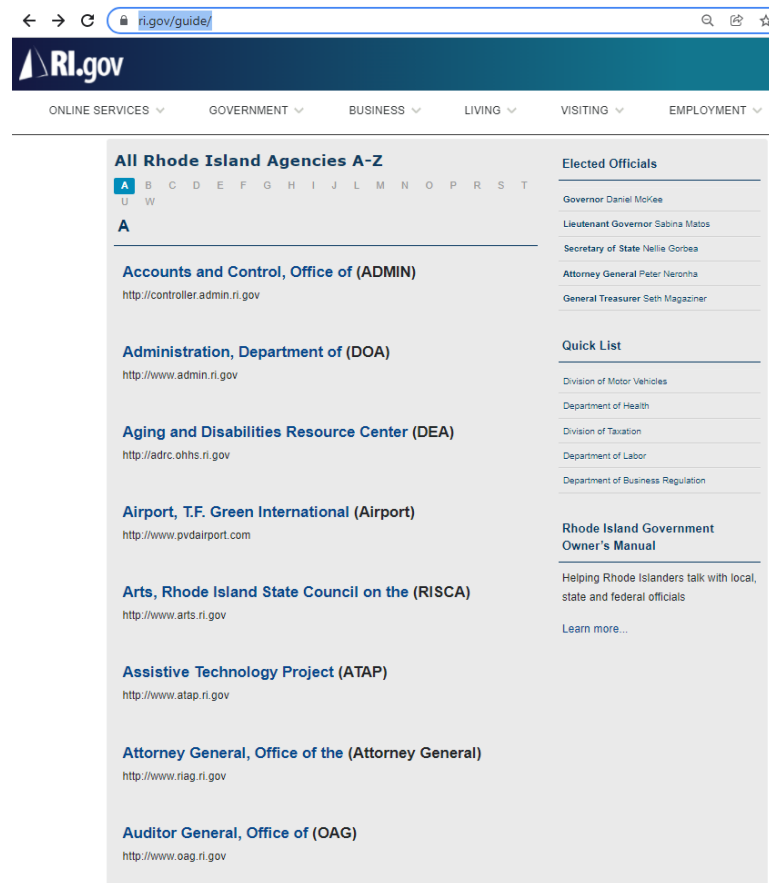 ri.gov/guide/
RI.gov
ONLINE SERVICES GOVERNMENT BUSINESS LIVING VISITING EMPLOYMENT
All Rhode Island Agencies A-Z
A B C D E F G H I J L M N O P R S T
U W
A
Accounts and Control, Office of (ADMIN)
http://controller.admin.ri.gov
Administration, Department of (DOA)
http://www.admin.ri.gov
Aging and Disabilities Resource Center (DEA)
http://adrc.ohhs.ri.gov
Airport, T.F. Green International (Airport)
http://www.pvdairport.com
Arts, Rhode Island State Council on the (RISCA)
http://www.arts.ri.gov
Assistive Technology Project (ATAP)
http://www.atap.ri.gov
Attorney General, Office of the (Attorney General)
http://www.riag.ri.gov
Auditor General, Office of (OAG)
http://www.oag.ri.gov
Elected Officials
Governor Daniel McKee
Lieutenant Governor Sabina Matos
Secretary of State Nellie Gorbea
Attorney General Peter Neronha
General Treasurer Seth Magaziner
Quick List
Division of Motor Vehicles
Department of Health
Division of Taxation
Department of Labor
Department of Business Regulation
Rhode Island Government
Owner's Manual
Helping Rhode Islanders talk with local,
state and federal officials
Learn more...